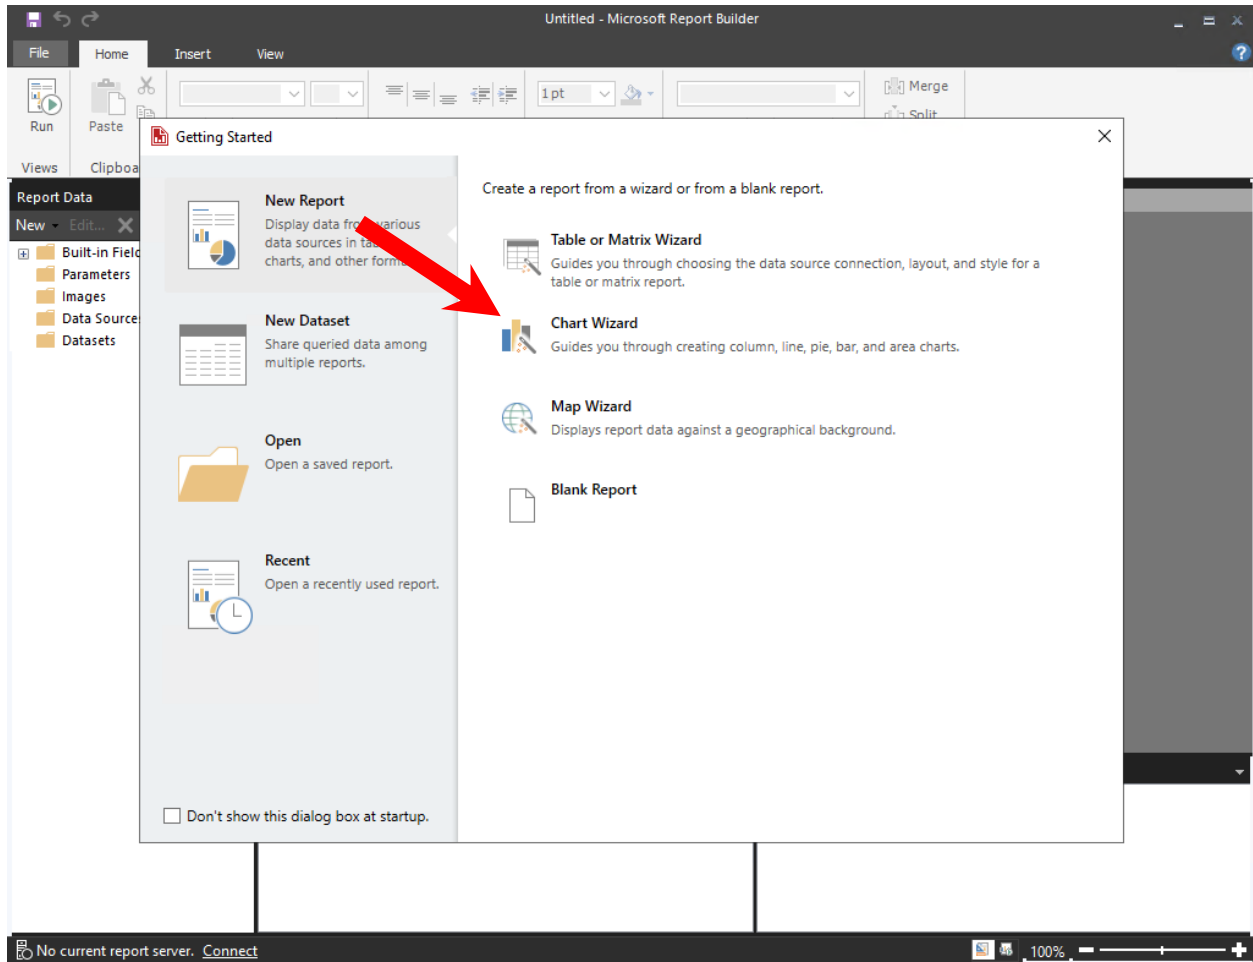 Untitled - Microsoft Report Builder
File Home Insert View
1 pt
Merge
Split
Run Paste
Views
Getting Started
Report Data
New Edit...
Parameters
Images
Datasets
New Report
Display data from various
data sources in
charts, and other
New Dataset
Share queried data among
multiple reports.
Open
Open a saved report.
Recent
Open a recently used report.
Don't show this dialog box at startup.
Create a report from a wizard or from a blank report.
Table or Matrix Wizard
Guides you through choosing the data source connection, layout, and style for a
table or matrix report.
Chart Wizard
Guides you through creating column, line, pie, bar, and area charts.
Map Wizard
Displays report data against a geographical background.
Blank Report
Built-in
Data Source
No current report server. Connect
100%